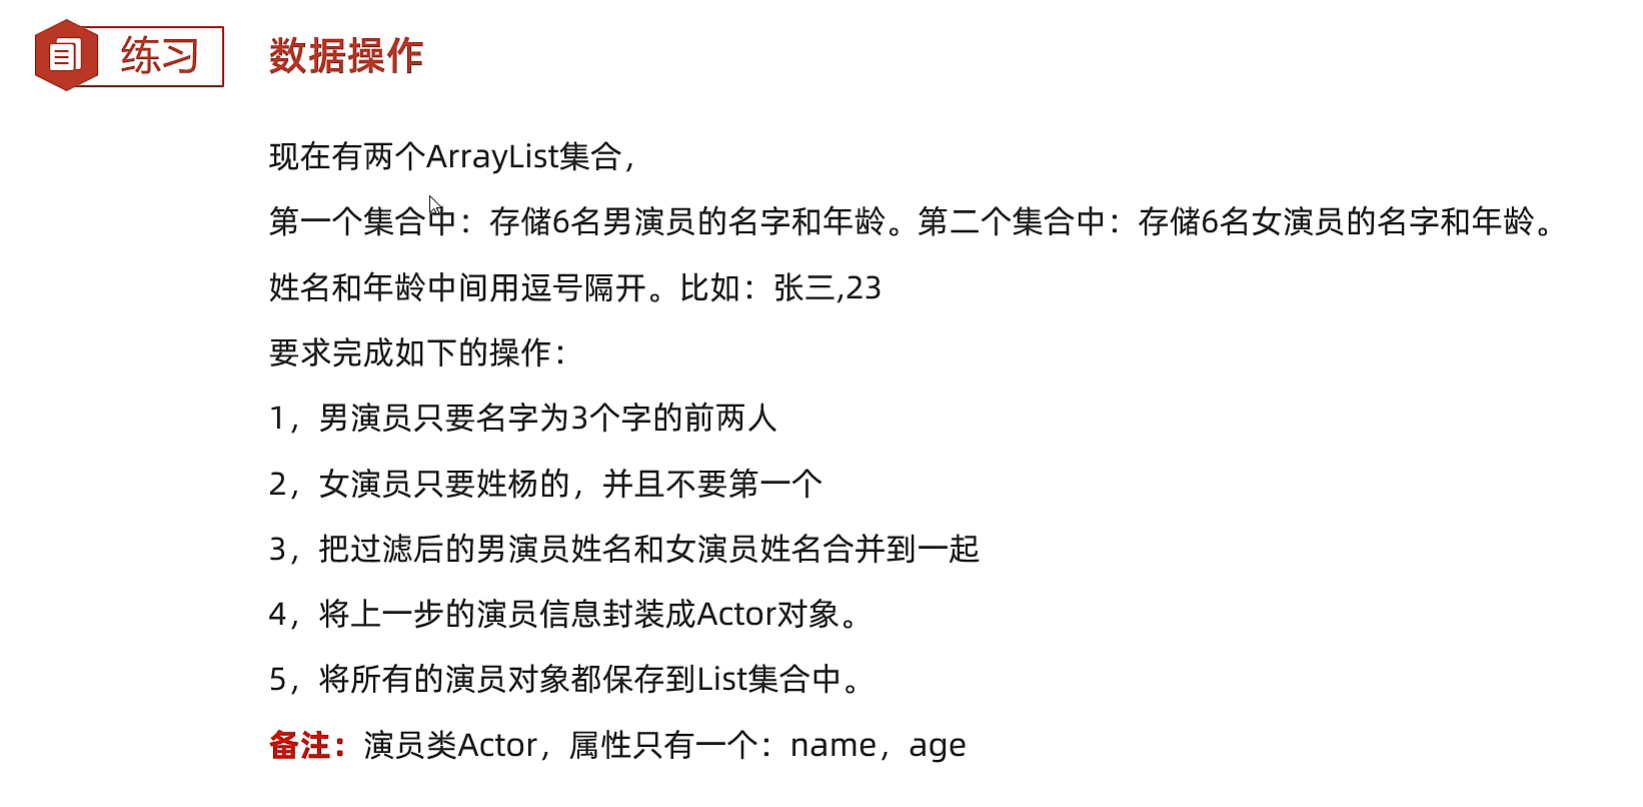 练习
数据操作
现在有两个ArrayList集合，
第一个集合中：存储6名男演员的名字和年龄。第二个集合中：存储6名女演员的名字和年龄。
姓名和年龄中间用逗号隔开。比如：张三,23
要求完成如下的操作：
1，男演员只要名字为3个字的前两人
2，女演员只要姓杨的，并且不要第一个
3，把过滤后的男演员姓名和女演员姓名合并到一起
4，将上一步的演员信息封装成Actor对象。
5，将所有的演员对象都保存到List集合中。
备注：演员类Actor，属性只有一个：name，age